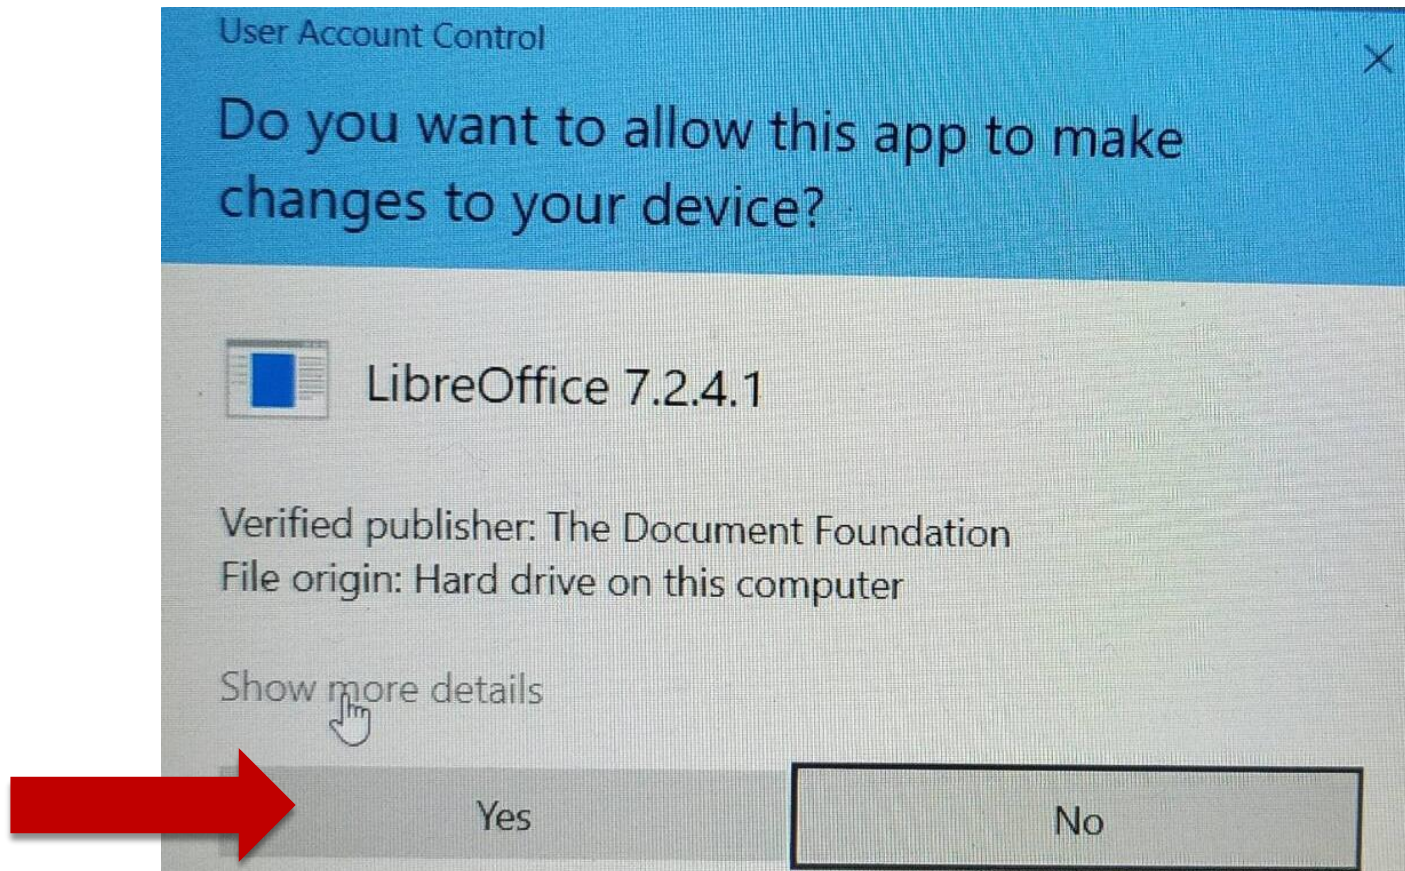 User Account Control
Do you want to allow this app to make
changes to your device?
LibreOffice 7.2.4.1
Verified publisher: The Document Foundation
File origin: Hard drive on this computer
Show more details
Yes
No